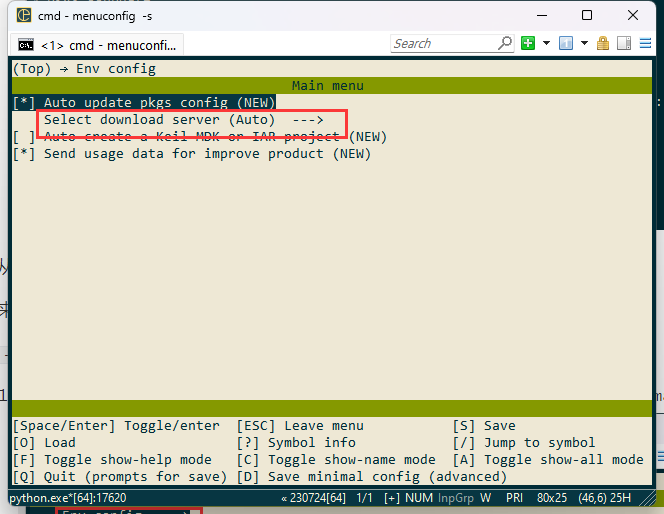 cmd - menuconfig -s
<1> cmd - menuconfi...
Search
(Top) → Env config
Main menu
[*] Auto update pkgs config (NEW)
Select download server (Auto) --->
[ ] Auto create a Keil-MDK or IAR project (NEW)
[*] Send usage data for improve product (NEW)
[Space/Enter] Toggle/enter [ESC] Leave menu [S] Save
[O] Load [?] Symbol info [/] Jump to symbol
[F] Toggle show-help mode [C] Toggle show-name mode [A] Toggle show-all mode
[Q] Quit (prompts for save) [D] Save minimal config (advanced)
python.exe*[64]:17620 « 230724[64] 1/1 [+] NUM InpGrp W PRI 80x25 (46,6) 25H